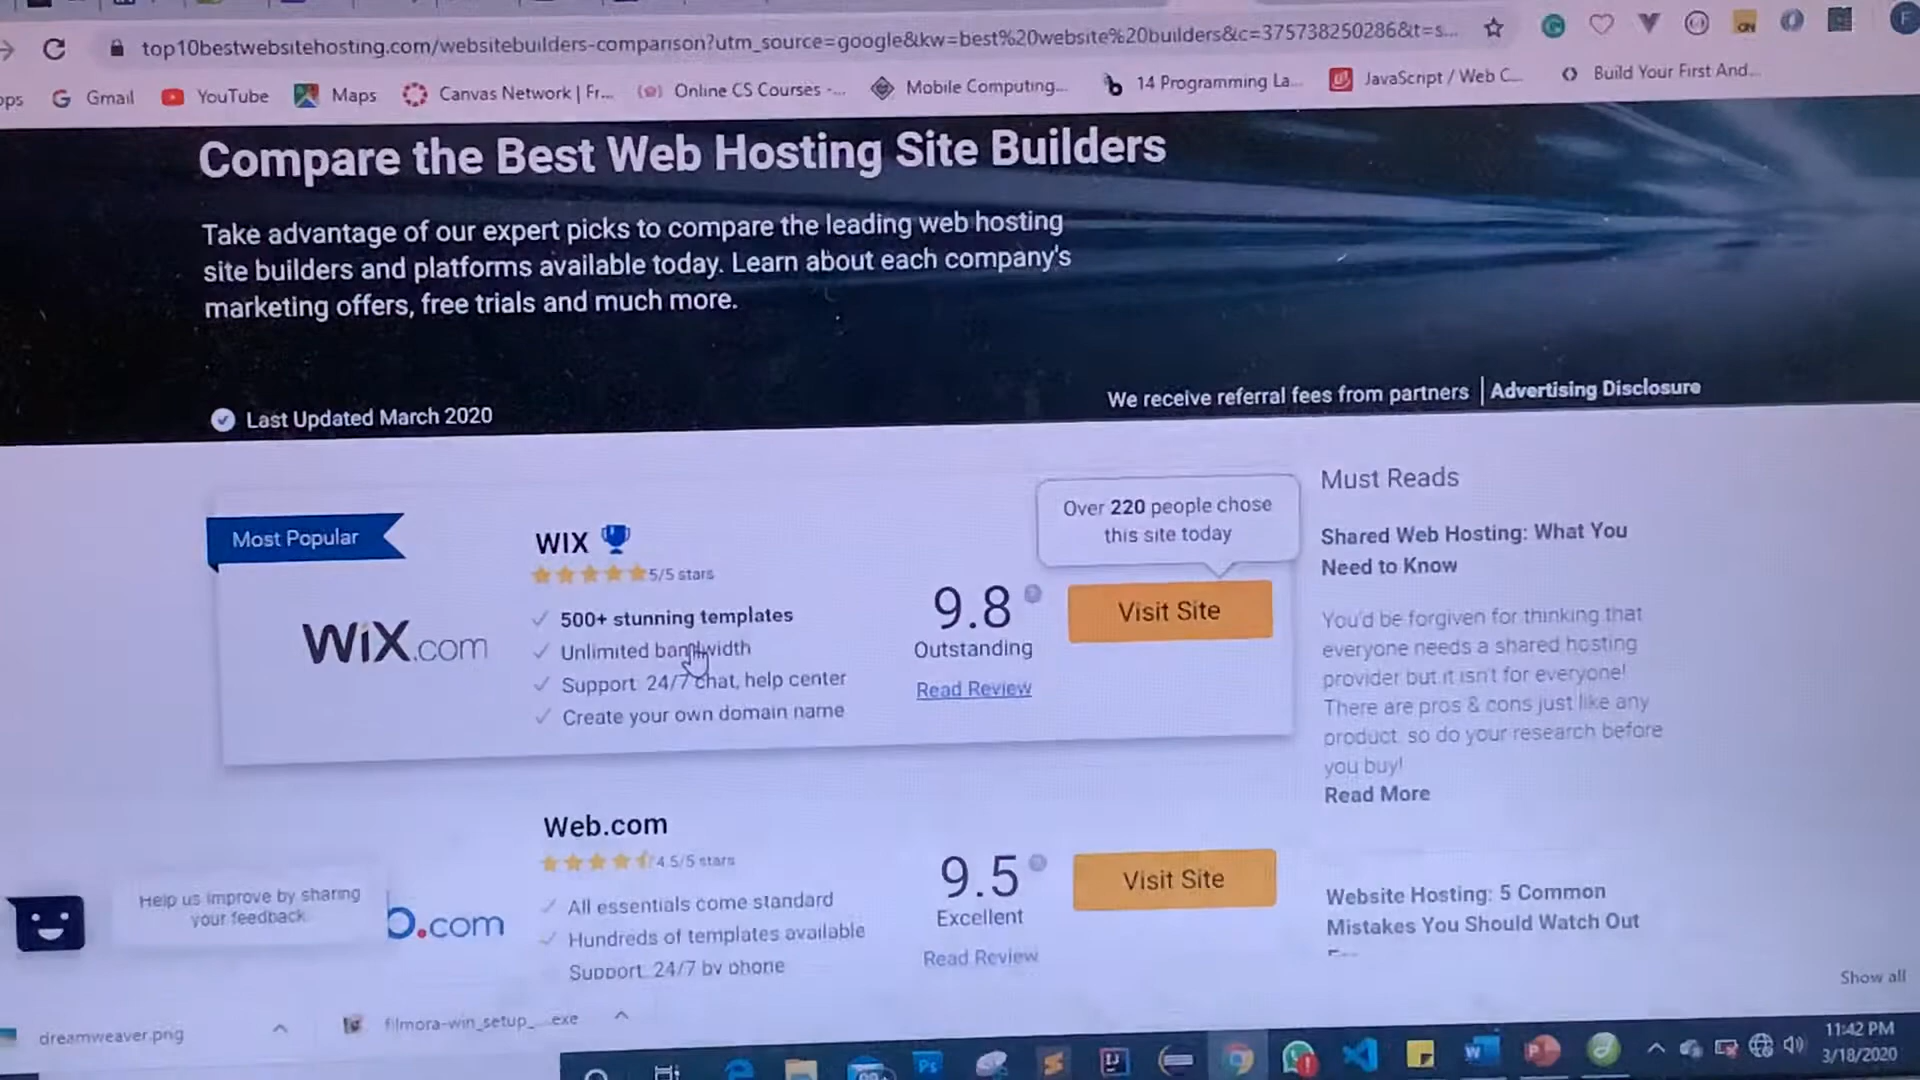 top10bestwebsitehosting.com/websitebuilders-comparison?utm_source=google&kw=best%20website%20builders&c=375738250286&t=s...
ops Gmail YouTube Maps Canvas Network | Fr... Online CS Courses -... Mobile Computing... 14 Programming La... JavaScript / Web C... Build Your First And...
Compare the Best Web Hosting Site Builders
Take advantage of our expert picks to compare the leading web hosting
site builders and platforms available today. Learn about each company's
marketing offers, free trials and much more.
We receive referral fees from partners | Advertising Disclosure
Last Updated March 2020
Most Popular
WiX.com
WIX
5/5 stars
500+ stunning templates
Unlimited bandwidth
Support 24/7 chat, help center
Create your own domain name
9.8
Outstanding
Read Review
Over 220 people chose
this site today
Visit Site
Web.com
4.5/5 stars
All essentials come standard
Hundreds of templates available
Support 24/7 by phone
9.5
Excellent
Read Review
Visit Site
b.com
Must Reads
Shared Web Hosting: What You
Need to Know
You'd be forgiven for thinking that
everyone needs a shared hosting
provider but it isn't for everyone!
There are pros & cons just like any
product, so do your research before
you buy!
Read More
Website Hosting: 5 Common
Mistakes You Should Watch Out
Help us improve by sharing
your feedback
Show all
dreamweaver.png
filmora-win_setup_....exe
11:42 PM
3/18/2020